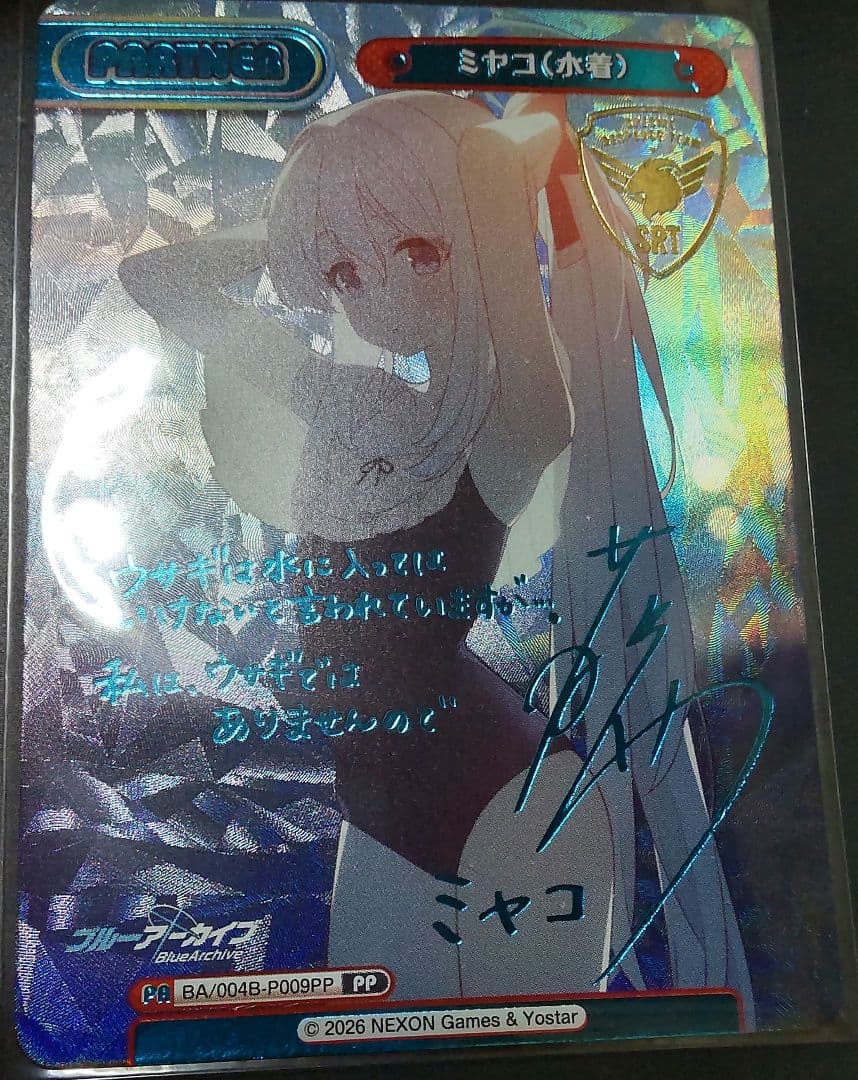 PARTNER
ミヤコ(水着)
SRT
ウサギは水に入っては
いけないと言われていますが…。
私は、ウサギでは
ありませんので
ミヤコ
ブルーアーカイブ
BlueArchive
PA BA/004B-P009PP PP
© 2026 NEXON Games & Yostar